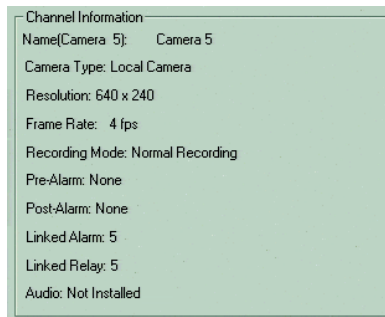 Channel Information
Name(Camera 5): Camera 5
Camera Type: Local Camera
Resolution: 640 x 240
Frame Rate: 4 fps
Recording Mode: Normal Recording
Pre-Alarm: None
Post-Alarm: None
Linked Alarm: 5
Linked Relay: 5
Audio: Not Installed